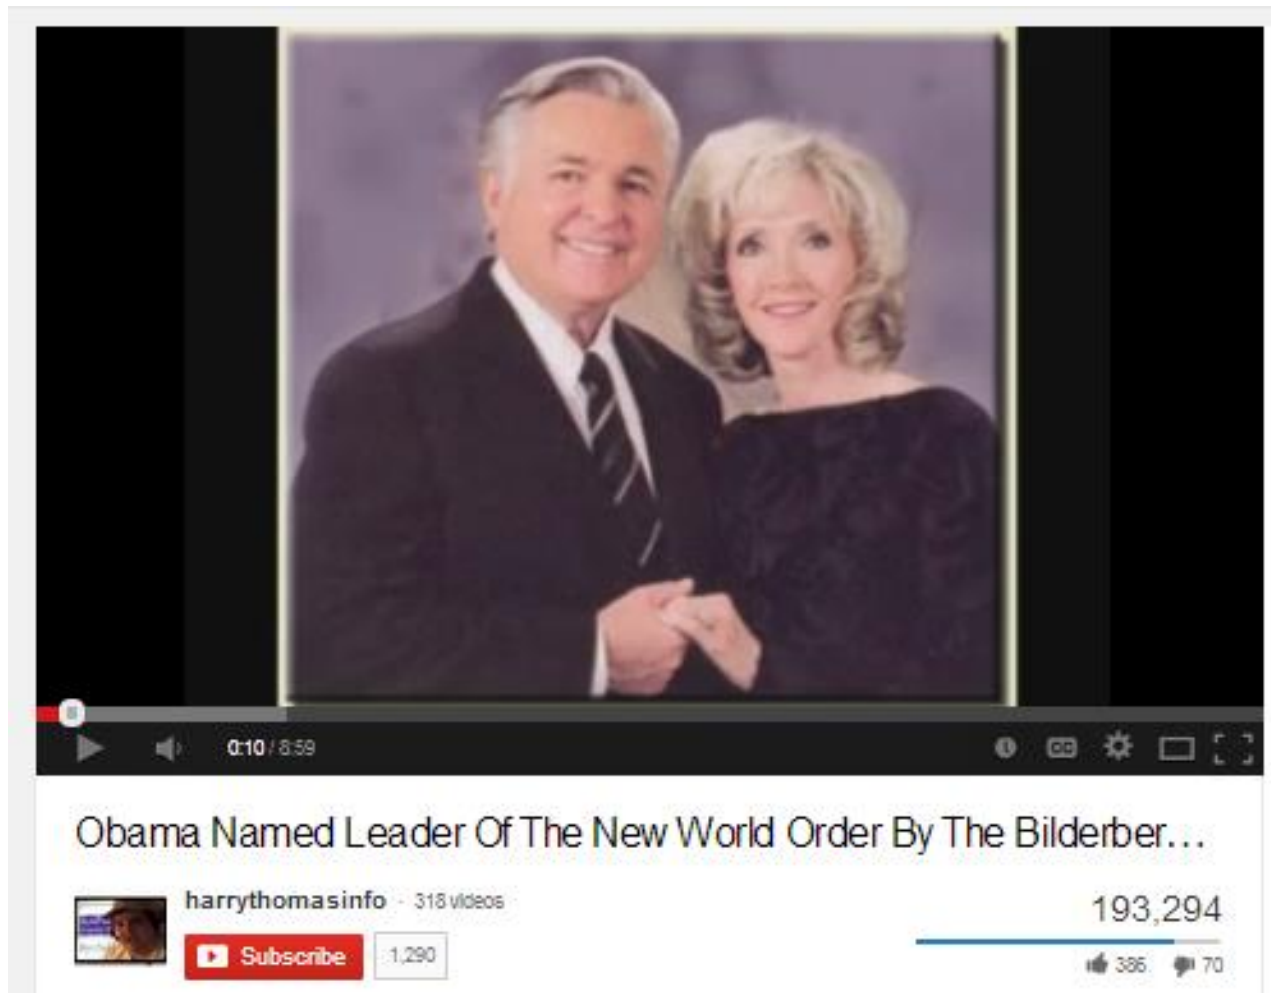 0:10 / 8:59
CC
Obama Named Leader Of The New World Order By The Bilderber...
harrythomasinfo · 318 videos
193,294
Subscribe 1,290
386 70